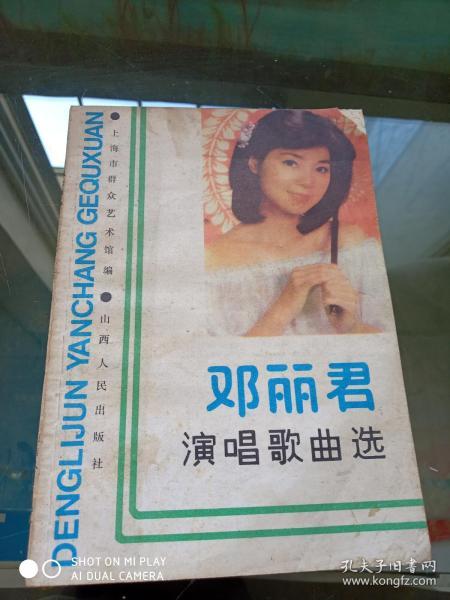 DENGLIJUN YANCHANG GEQUXUAN
●上海市群众艺术馆编●山西人民出版社
邓丽君
演唱歌曲选
SHOT ON MI PLAY
AI DUAL CAMERA
孔夫子旧书网
www.kongfz.com